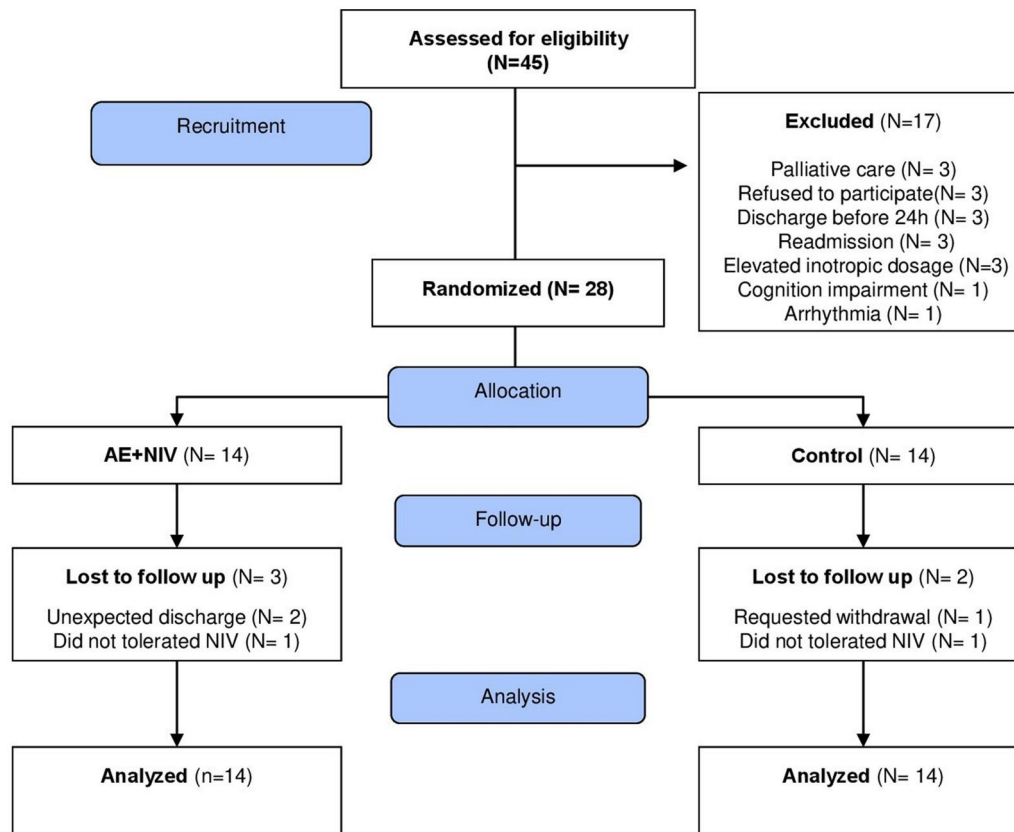 Assessed for eligibility
(N=45)
Recruitment
Excluded (N=17)
Palliative care (N= 3)
Refused to participate(N= 3)
Discharge before 24h (N= 3)
Readmission (N= 3)
Elevated inotropic dosage (N=3)
Cognition impairment (N= 1)
Arrhythmia (N= 1)
Randomized (N= 28)
Allocation
AE+NIV (N= 14)
Control (N= 14)
Follow-up
Lost to follow up (N= 3)
Unexpected discharge (N= 2)
Did not tolerated NIV (N= 1)
Lost to follow up (N= 2)
Requested withdrawal (N= 1)
Did not tolerated NIV (N= 1)
Analysis
Analyzed (n=14)
Analyzed (N= 14)